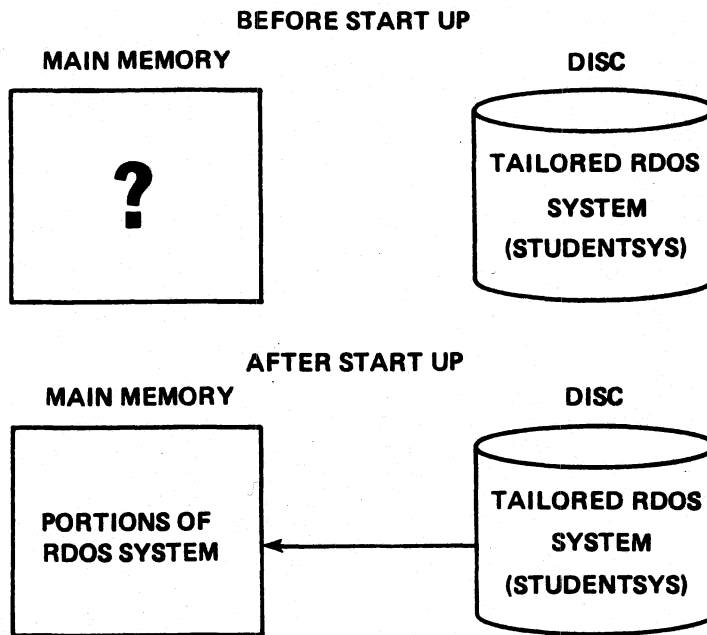 BEFORE START UP
MAIN MEMORY
DISC
?
TAILORED RDOS
SYSTEM
(STUDENTSYS)
AFTER START UP
MAIN MEMORY
DISC
PORTIONS OF
RDOS SYSTEM
TAILORED RDOS
SYSTEM
(STUDENTSYS)